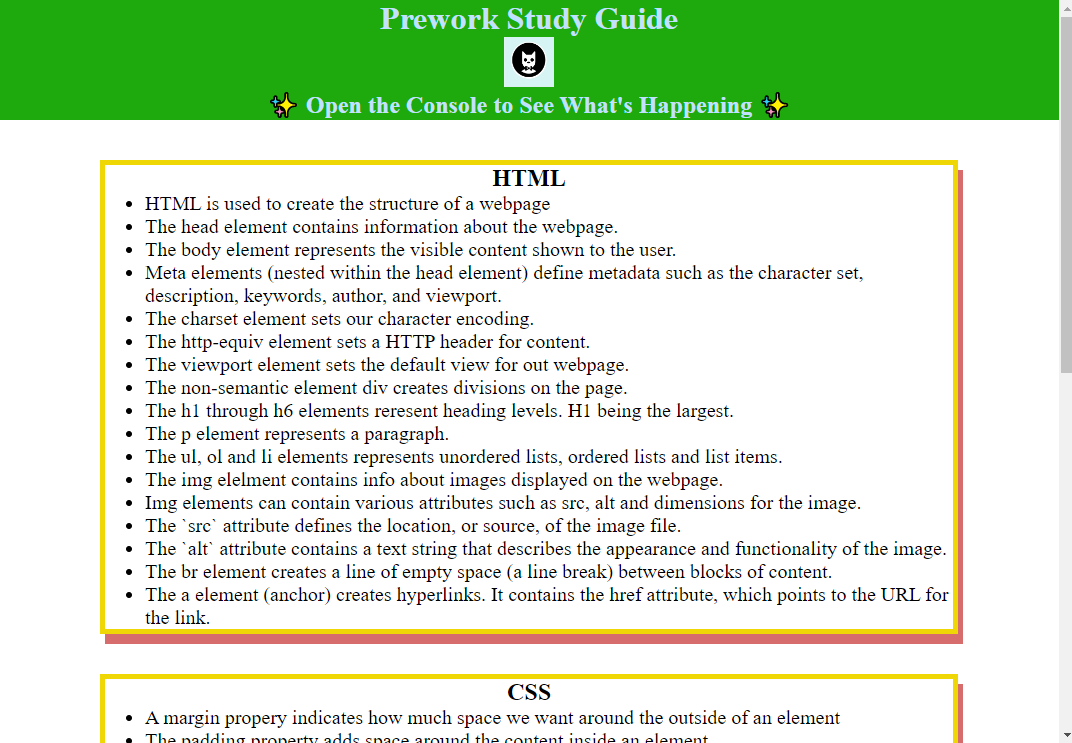 Prework Study Guide
✨ Open the Console to See What's Happening ✨
HTML
• HTML is used to create the structure of a webpage
• The head element contains information about the webpage.
• The body element represents the visible content shown to the user.
• Meta elements (nested within the head element) define metadata such as the character set,
description, keywords, author, and viewport.
• The charset element sets our character encoding.
• The http-equiv element sets a HTTP header for content.
• The viewport element sets the default view for out webpage.
• The non-semantic element div creates divisions on the page.
• The h1 through h6 elements reresent heading levels. H1 being the largest.
• The p element represents a paragraph.
• The ul, ol and li elements represents unordered lists, ordered lists and list items.
• The img elelment contains info about images displayed on the webpage.
• Img elements can contain various attributes such as src, alt and dimensions for the image.
• The `src` attribute defines the location, or source, of the image file.
• The `alt` attribute contains a text string that describes the appearance and functionality of the image.
• The br element creates a line of empty space (a line break) between blocks of content.
• The a element (anchor) creates hyperlinks. It contains the href attribute, which points to the URL for
the link.
CSS
• A margin propery indicates how much space we want around the outside of an element
• The padding property adds space around the content inside an element